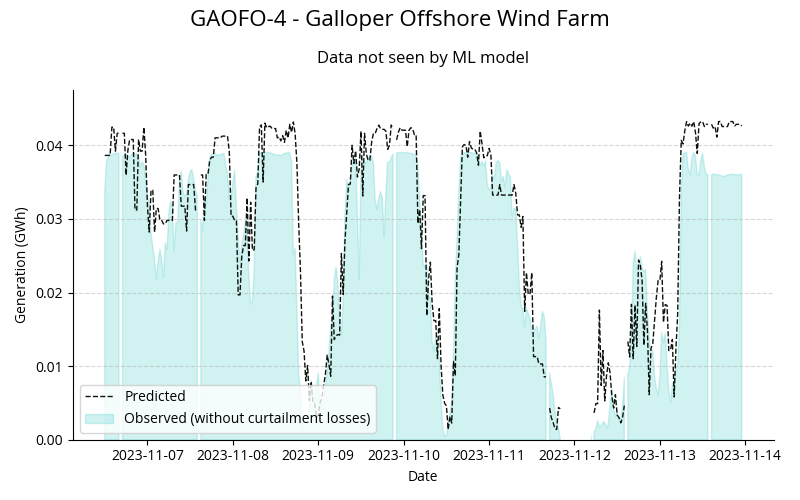 GAOFO-4 - Galloper Offshore Wind Farm
Data not seen by ML model
Generation (GWh)
0.04
0.03
0.02
0.01
0.00
Predicted
Observed (without curtailment losses)
2023-11-07 2023-11-08 2023-11-09 2023-11-10 2023-11-11 2023-11-12 2023-11-13 2023-11-14
Date